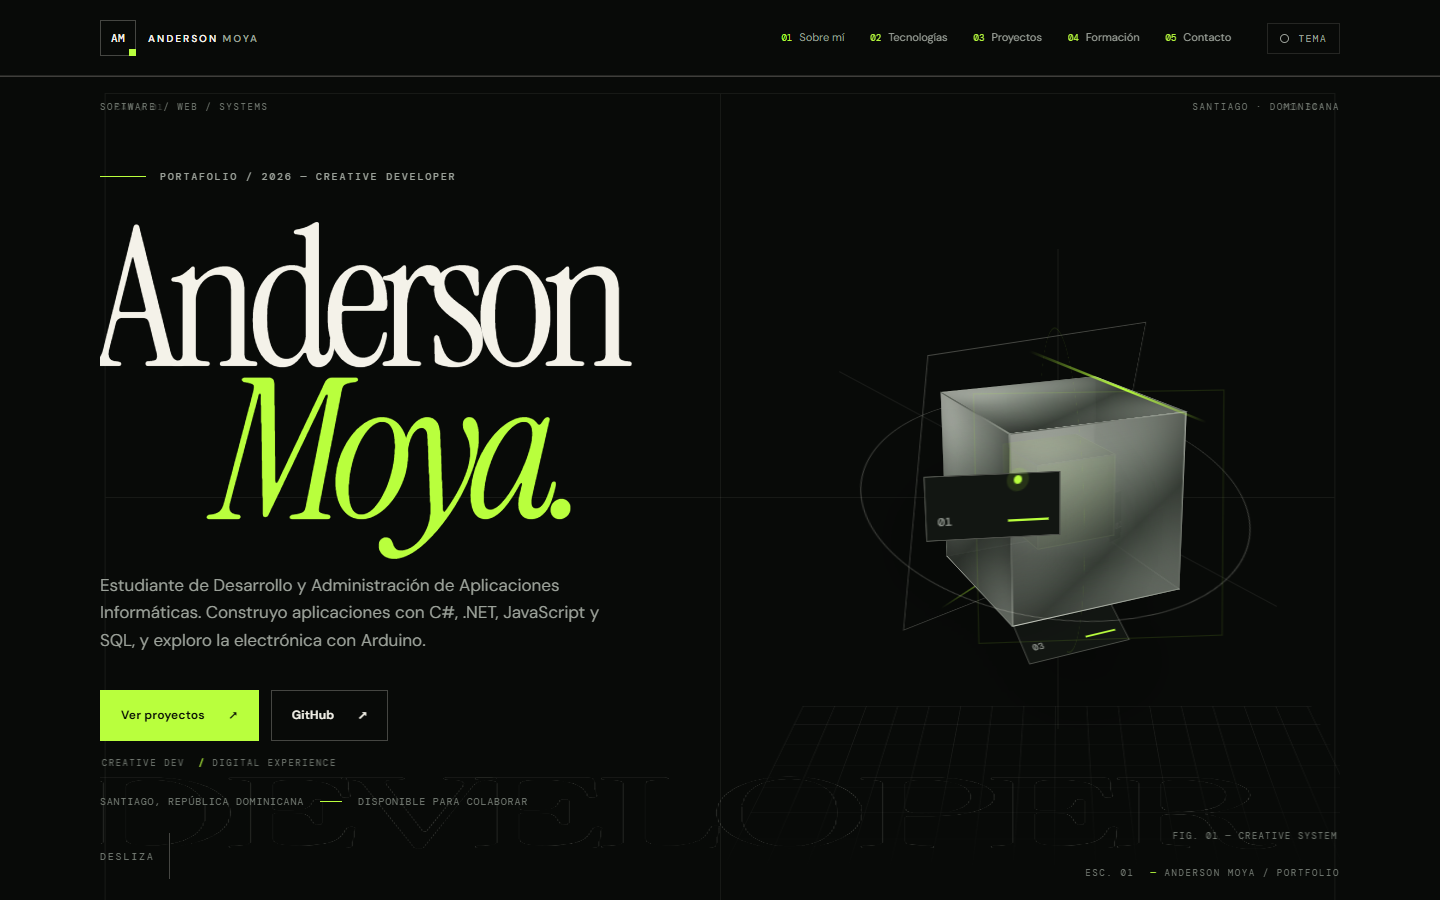 AM
ANDERSON MOYA
01 Sobre mí
02 Tecnologías
03 Proyectos
04 Formación
05 Contacto
TEMA
SOFTWARE / WEB / SYSTEMS
SANTIAGO · DOMINICANA
PORTAFOLIO / 2026 — CREATIVE DEVELOPER
Anderson
Moya.
01
03
Estudiante de Desarrollo y Administración de Aplicaciones
Informáticas. Construyo aplicaciones con C#, .NET, JavaScript y
SQL, y exploro la electrónica con Arduino.
Ver proyectos ↗
GitHub ↗
CREATIVE DEV / DIGITAL EXPERIENCE
DEVELOPER
SANTIAGO, REPÚBLICA DOMINICANA — DISPONIBLE PARA COLABORAR
FIG. 01 — CREATIVE SYSTEM
DESLIZA
ESC. 01 — ANDERSON MOYA / PORTFOLIO